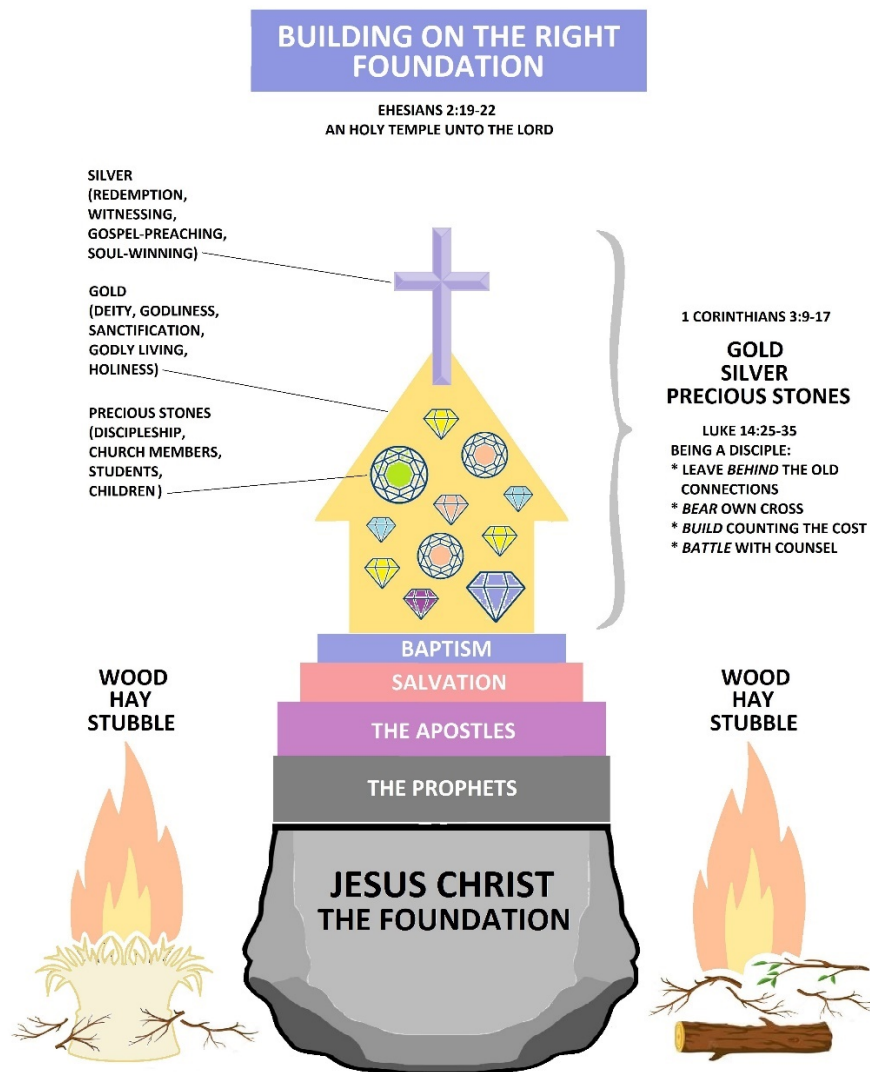 BUILDING ON THE RIGHT
FOUNDATION
EHESIANS 2:19-22
AN HOLY TEMPLE UNTO THE LORD
SILVER
(REDEMPTION,
WITNESSING,
GOSPEL-PREACHING,
SOUL-WINNING)
GOLD
(DEITY, GODLINESS,
SANCTIFICATION,
GODLY LIVING,
HOLINESS)
PRECIOUS STONES
(DISCIPLESHIP,
CHURCH MEMBERS,
STUDENTS,
CHILDREN)
1 CORINTHIANS 3:9-17
GOLD
SILVER
PRECIOUS STONES
LUKE 14:25-35
BEING A DISCIPLE:
* LEAVE BEHIND THE OLD
CONNECTIONS
* BEAR OWN CROSS
* BUILD COUNTING THE COST
* BATTLE WITH COUNSEL
BAPTISM
SALVATION
THE APOSTLES
THE PROPHETS
WOOD
HAY
STUBBLE
WOOD
HAY
STUBBLE
JESUS CHRIST
THE FOUNDATION